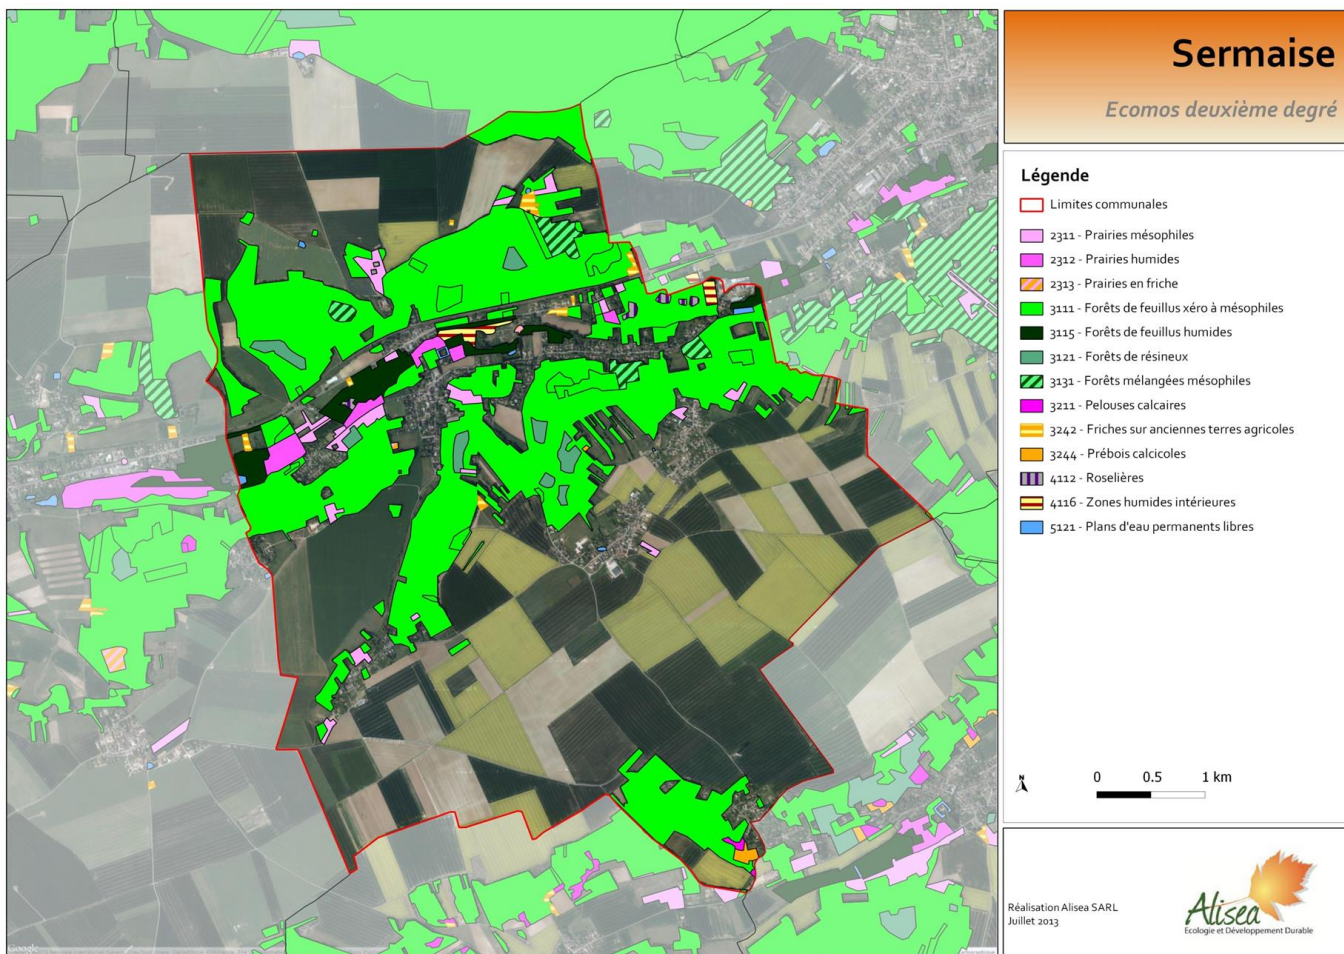 Sermaise
Ecomos deuxième degré
Légende
Limites communales
2311 - Prairies mésophiles
2312 - Prairies humides
2313 - Prairies en friche
3111 - Forêts de feuillus xéro à mésophiles
3115 - Forêts de feuillus humides
3121 - Forêts de résineux
3131 - Forêts mélangées mésophiles
3211 - Pelouses calcaires
3242 - Friches sur anciennes terres agricoles
3244 - Prébois calcicoles
4112 - Roselières
4116 - Zones humides intérieures
5121 - Plans d'eau permanents libres
N
0 0.5 1 km
Réalisation Alisea SARL
Juillet 2013
Alisea
Ecologie et Développement Durable
Google